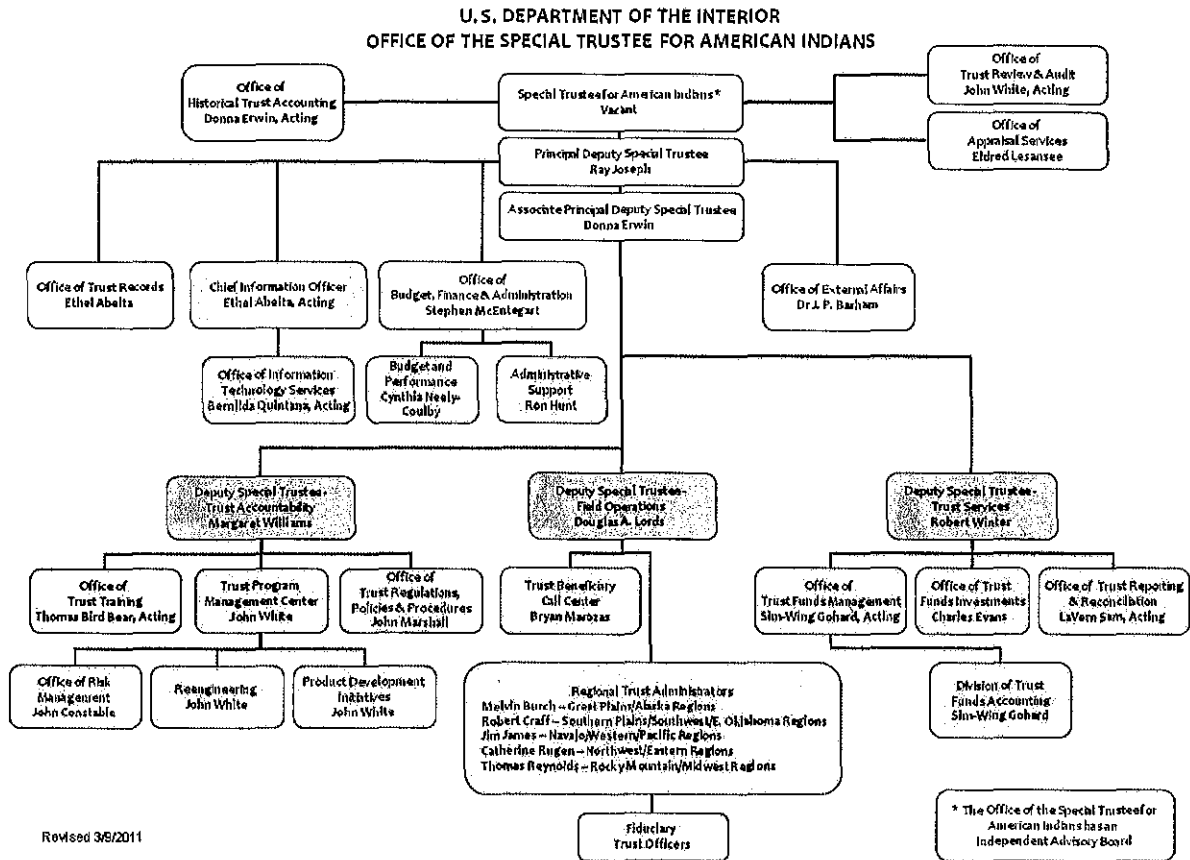 U.S. DEPARTMENT OF THE INTERIOR
OFFICE OF THE SPECIAL TRUSTEE FOR AMERICAN INDIANS
Office of
Historical Trust Accounting
Donna Erwin, Acting
Special Trustee for American Indians*
Vacant
Office of
Trust Review & Audit
John White, Acting
Office of
Appraisal Services
Eldred Lesansee
Principal Deputy Special Trustee
Ray Joseph
Associate Principal Deputy Special Trustee
Donna Erwin
Office of Trust Records
Ethel Abeita
Chief Information Officer
Ethel Abeita, Acting
Office of
Budget, Finance & Administration
Stephen McEntegart
Office of External Affairs
Dr J. P. Barham
Office of Information
Technology Services
Bernilda Quintana, Acting
Budget and
Performance
Cynthia Neely-
Coulby
Administrative
Support
Ron Hunt
Deputy Special Trustee-
Trust Accountability
Margaret Williams
Deputy Special Trustee-
Field Operations
Douglas A. Lords
Deputy Special Trustee-
Trust Services
Robert Winter
Office of
Trust Training
Thomas Bird Bear, Acting
Trust Program
Management Center
John White
Office of
Trust Regulations,
Policies & Procedures
John Marshall
Trust Beneficiary
Call Center
Bryan Marozas
Office of
Trust Funds Management
Sim-Wing Gohard, Acting
Office of Trust
Funds Investments
Charles Evans
Office of Trust Reporting
& Reconciliation
LaVern Sam, Acting
Office of Risk
Management
John Constable
Reengineering
John White
Product Development
Initiatives
John White
Regional Trust Administrators
Melvin Burch – Great Plains/Alaska Regions
Robert Craff – Southern Plains/Southwest/E. Oklahoma Regions
Jim James – Navajo/Western/Pacific Regions
Catherine Rugen – Northwest/Eastern Regions
Thomas Reynolds – Rocky Mountain/Midwest Regions
Division of Trust
Funds Accounting
Sim-Wing Gohard
Fiduciary
Trust Officers
* The Office of the Special Trustee for
American Indians has an
Independent Advisory Board
Revised 3/9/2011